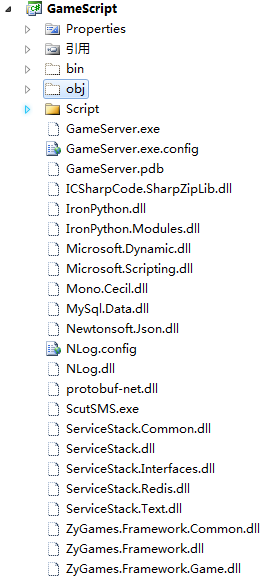 GameScript
Properties
引用
bin
obj
Script
GameServer.exe
GameServer.exe.config
GameServer.pdb
ICSharpCode.SharpZipLib.dll
IronPython.dll
IronPython.Modules.dll
Microsoft.Dynamic.dll
Microsoft.Scripting.dll
Mono.Cecil.dll
MySql.Data.dll
Newtonsoft.Json.dll
NLog.config
NLog.dll
protobuf-net.dll
ScutSMS.exe
ServiceStack.Common.dll
ServiceStack.dll
ServiceStack.Interfaces.dll
ServiceStack.Redis.dll
ServiceStack.Text.dll
ZyGames.Framework.Common.dll
ZyGames.Framework.dll
ZyGames.Framework.Game.dll